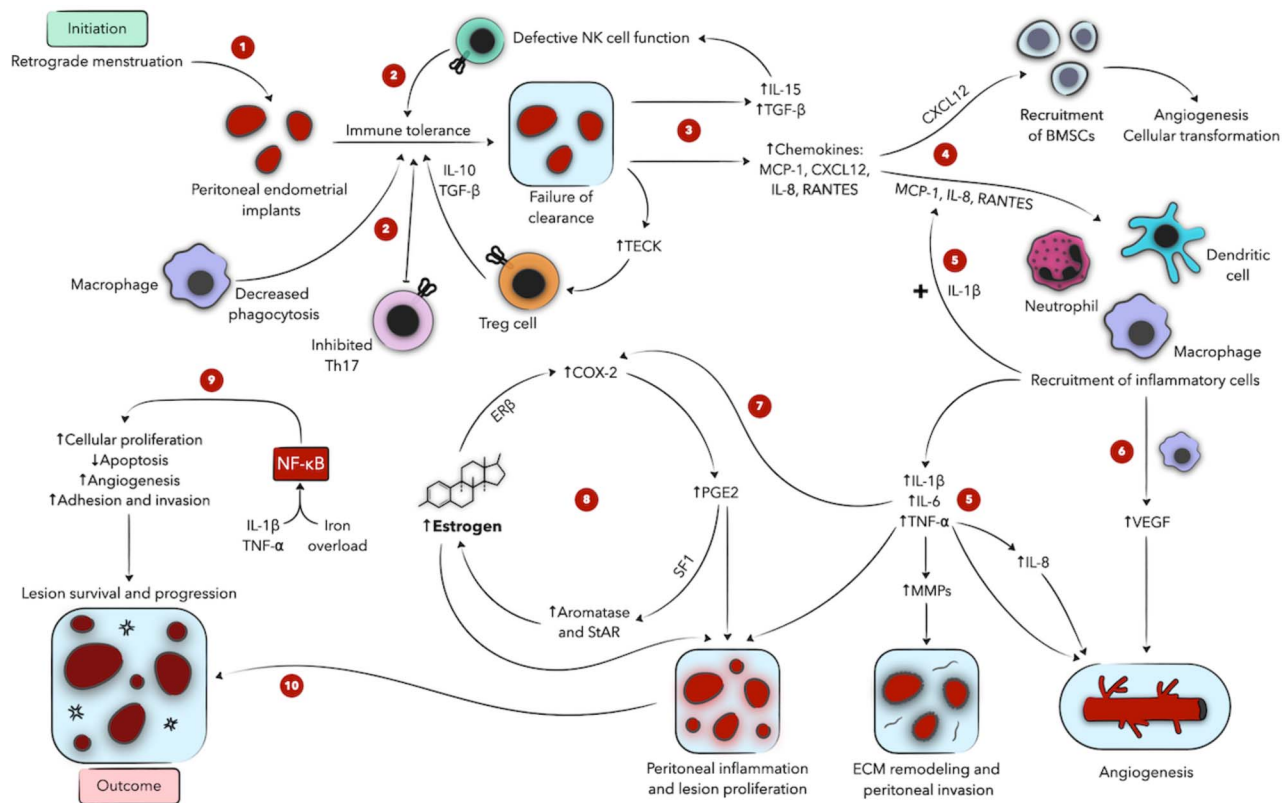 Initiation
Retrograde menstruation
1
Peritoneal endometrial
implants
2
Defective NK cell function
Immune tolerance
IL-10
TGF-β
2
Macrophage
Decreased
phagocytosis
Inhibited
Th17
Treg cell
Failure of
clearance
↑TECK
3
↑IL-15
↑TGF-β
↑Chemokines:
MCP-1, CXCL12,
IL-8, RANTES
CXCL12
4
MCP-1, IL-8, RANTES
Recruitment
of BMSCs
Angiogenesis
Cellular transformation
Dendritic
cell
Neutrophil
Macrophage
Recruitment of inflammatory cells
5
+
IL-1β
6
↑VEGF
5
↑IL-1β
↑IL-6
↑TNF-α
↑IL-8
↑MMPs
7
↑COX-2
ERβ
8
↑PGE2
SF1
↑Aromatase
and StAR
↑Estrogen
9
NF-κB
IL-1β
TNF-α
Iron
overload
↑Cellular proliferation
↓Apoptosis
↑Angiogenesis
↑Adhesion and invasion
Lesion survival and progression
10
Outcome
Peritoneal inflammation
and lesion proliferation
ECM remodeling and
peritoneal invasion
Angiogenesis